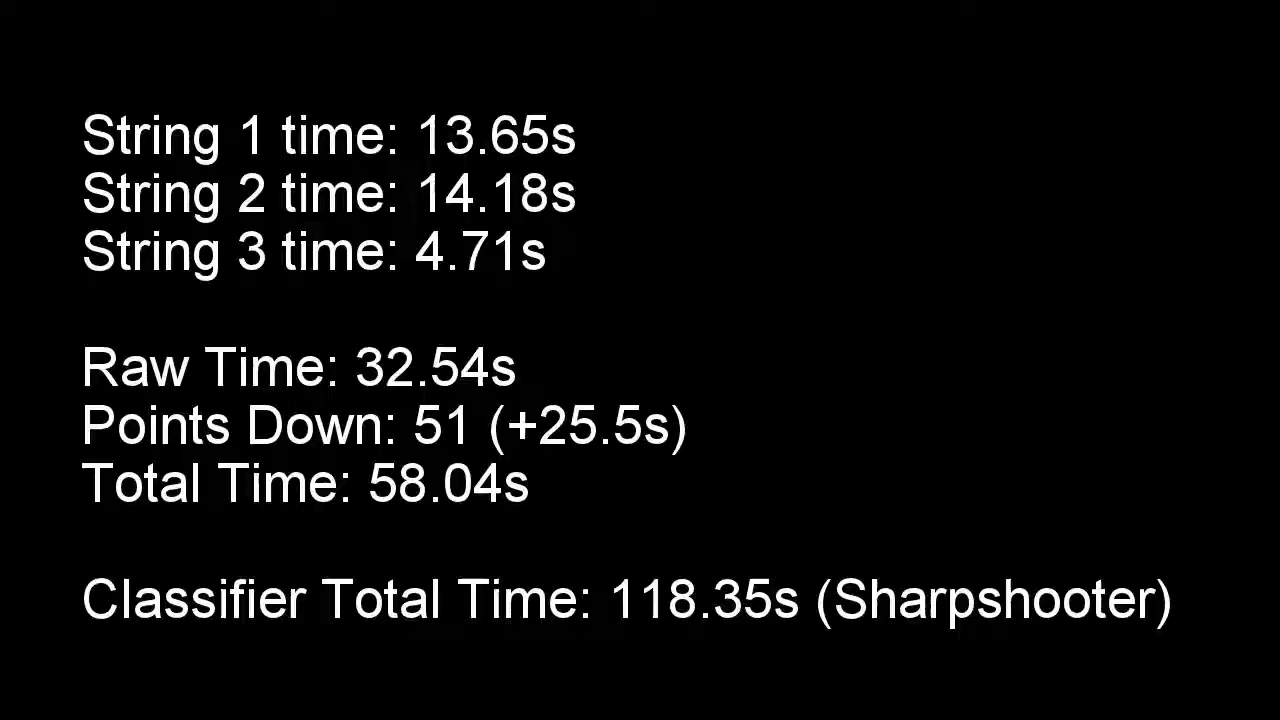 String 1 time: 13.65s
String 2 time: 14.18s
String 3 time: 4.71s
Raw Time: 32.54s
Points Down: 51 (+25.5s)
Total Time: 58.04s
Classifier Total Time: 118.35s (Sharpshooter)